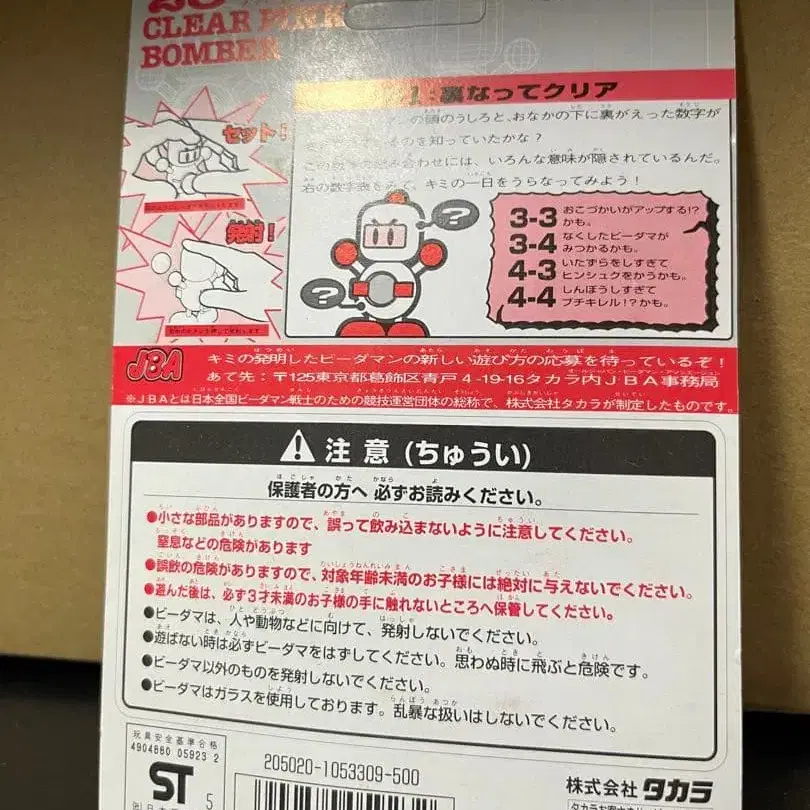 CLEAR PINK
BOMBER
裏なってクリア
の頭のうしろと、おなかの下に裏がえった数字が
のを知っていたかな?
合わせには、いろんな意味が隠されているんだ。
右の数字表をみて、キミの一日をうらなってみよう!
セット!
発射!
?
?
3-3 おこづかいがアップする!?かも。
3-4 なくしたビーダマがみつかるかも。
4-3 いたずらをしすぎてヒンシュクをかうかも。
4-4 しんぼうしすぎてブチキレル!?かも。
JBA
キミの発明したビーダマンの新しい遊び方の応募を待っているぞ!
あて先:〒125東京都葛飾区青戸4-19-16タカラ内JBA事務局
※JBAとは日本全国ビーダマン戦士のための競技運営団体の総称で、株式会社タカラが制定したものです。
注意(ちゅうい)
保護者の方へ 必ずお読みください。
●小さな部品がありますので、誤って飲み込まないように注意してください。
窒息などの危険があります
●誤飲の危険がありますので、対象年齢未満のお子様には絶対に与えないでください。
●遊んだ後は、必ず3才未満のお子様の手に触れないところへ保管してください。
●ビーダマは、人や動物などに向けて、発射しないでください。
●遊ばない時は必ずビーダマをはずしてください。思わぬ時に飛ぶと危険です。
●ビーダマ以外のものを発射しないでください。
●ビーダマはガラスを使用しております。乱暴な扱いはしないでください。
玩具安全基準合格
4904860 05923 2
ST
5
205020-1053309-500
株式会社タカラ